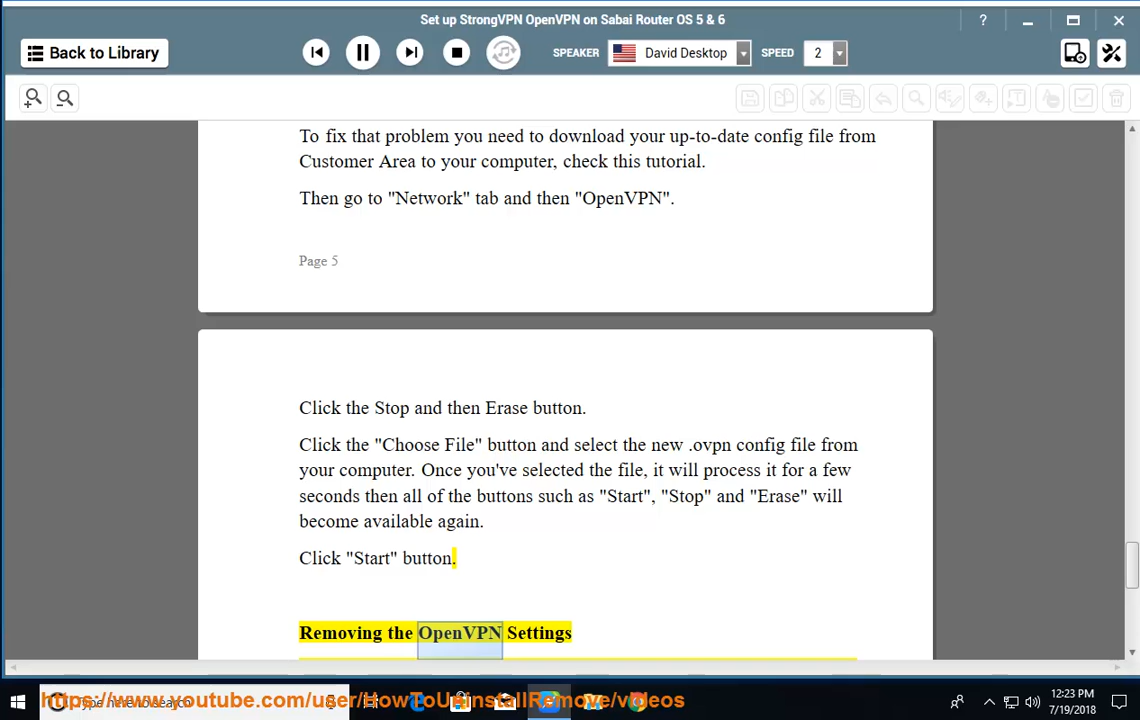 Set up StrongVPN OpenVPN on Sabai Router OS 5 & 6
Back to Library
SPEAKER
David Desktop
SPEED
2
To fix that problem you need to download your up-to-date config file from
Customer Area to your computer, check this tutorial.
Then go to "Network" tab and then "OpenVPN".
Page 5
Click the Stop and then Erase button.
Click the "Choose File" button and select the new .ovpn config file from
your computer. Once you've selected the file, it will process it for a few
seconds then all of the buttons such as "Start", "Stop" and "Erase" will
become available again.
Click "Start" button.
Removing the OpenVPN Settings
https://www.youtube.com/user/HowToUninstallRemove/videos
Type here to search
12:23 PM
7/19/2018